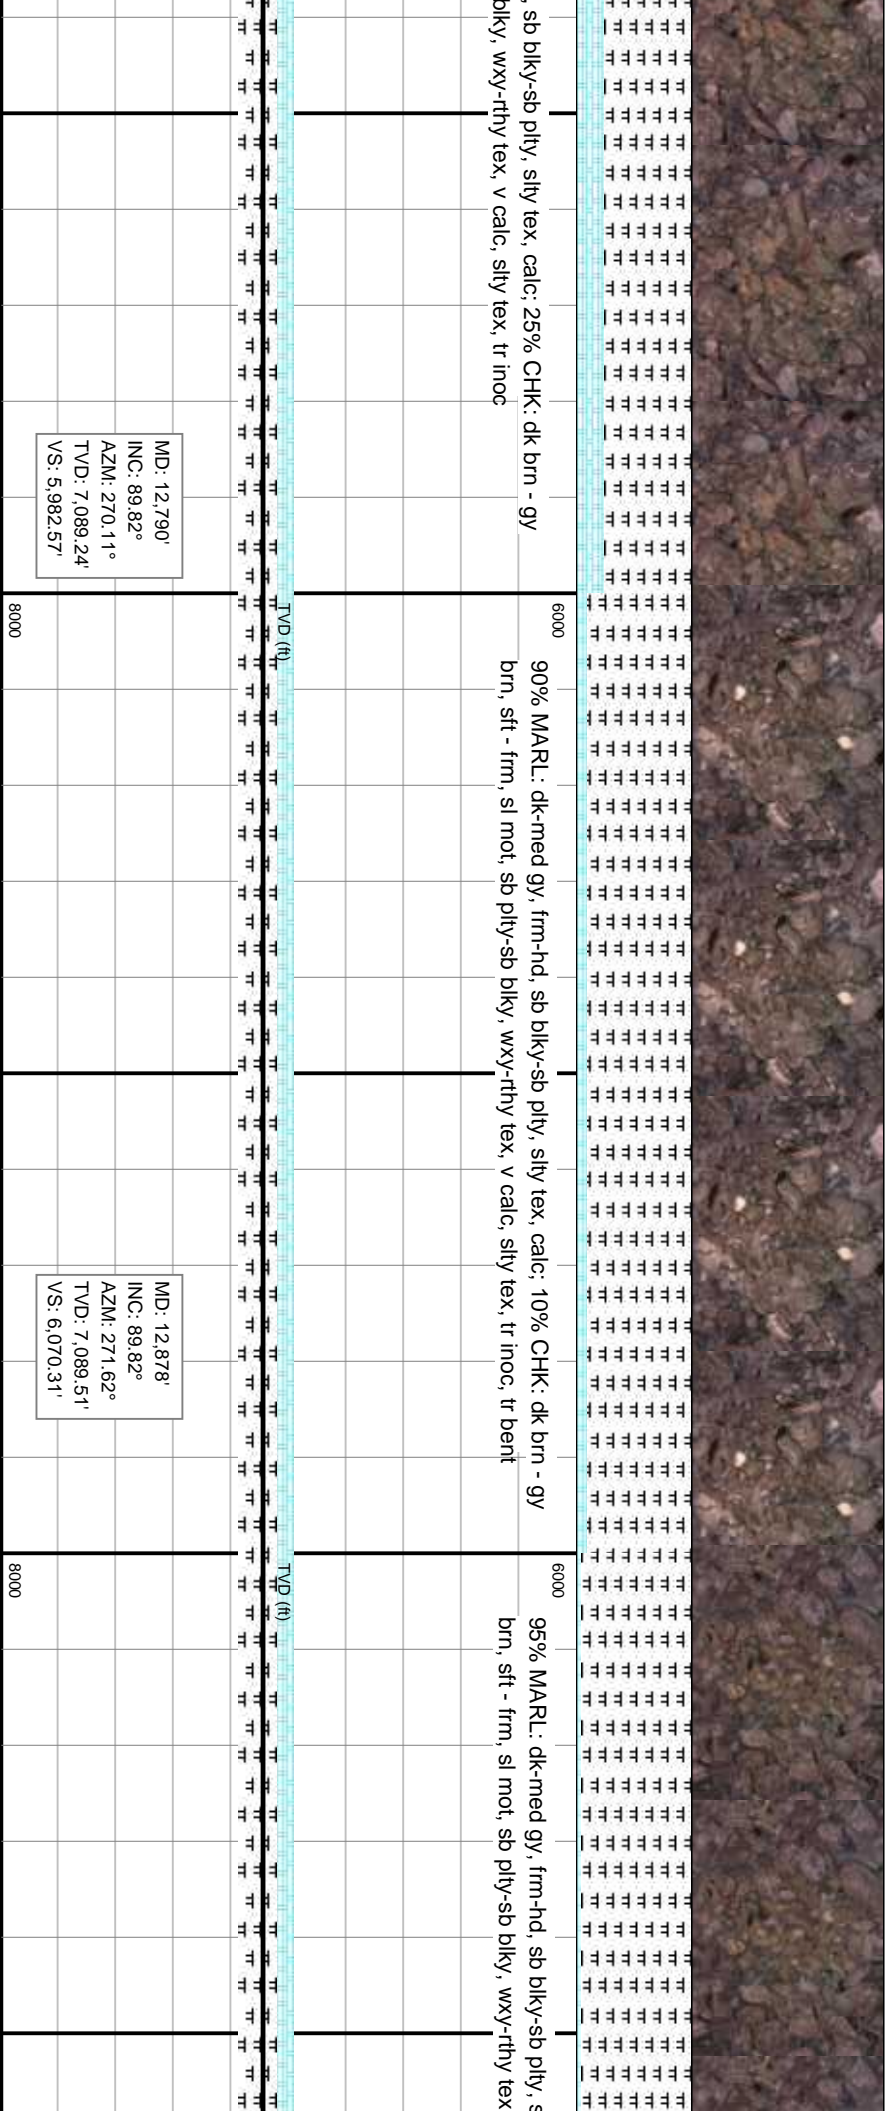 , sb blky-sb plty, slty tex, calc; 25% CHK: dk brn - gy
blky, wxy-rthy tex, v calc, slty tex, tr inoc
MD: 12,790'
INC: 89.82°
AZM: 270.11°
TVD: 7,089.24'
VS: 5,982.57'
6000
TVD (ft)
8000
90% MARL: dk-med gy, frm-hd, sb blky-sb plty, slty tex, calc; 10% CHK: dk brn - gy
brn, sft - frm, sl mot, sb plty-sb blky, wxy-rthy tex, v calc, slty tex, tr inoc, tr bent
MD: 12,878'
INC: 89.82°
AZM: 271.62°
TVD: 7,089.51'
VS: 6,070.31'
6000
TVD (ft)
8000
95% MARL: dk-med gy, frm-hd, sb blky-sb plty, s
brn, sft - frm, sl mot, sb plty-sb blky, wxy-rthy tex